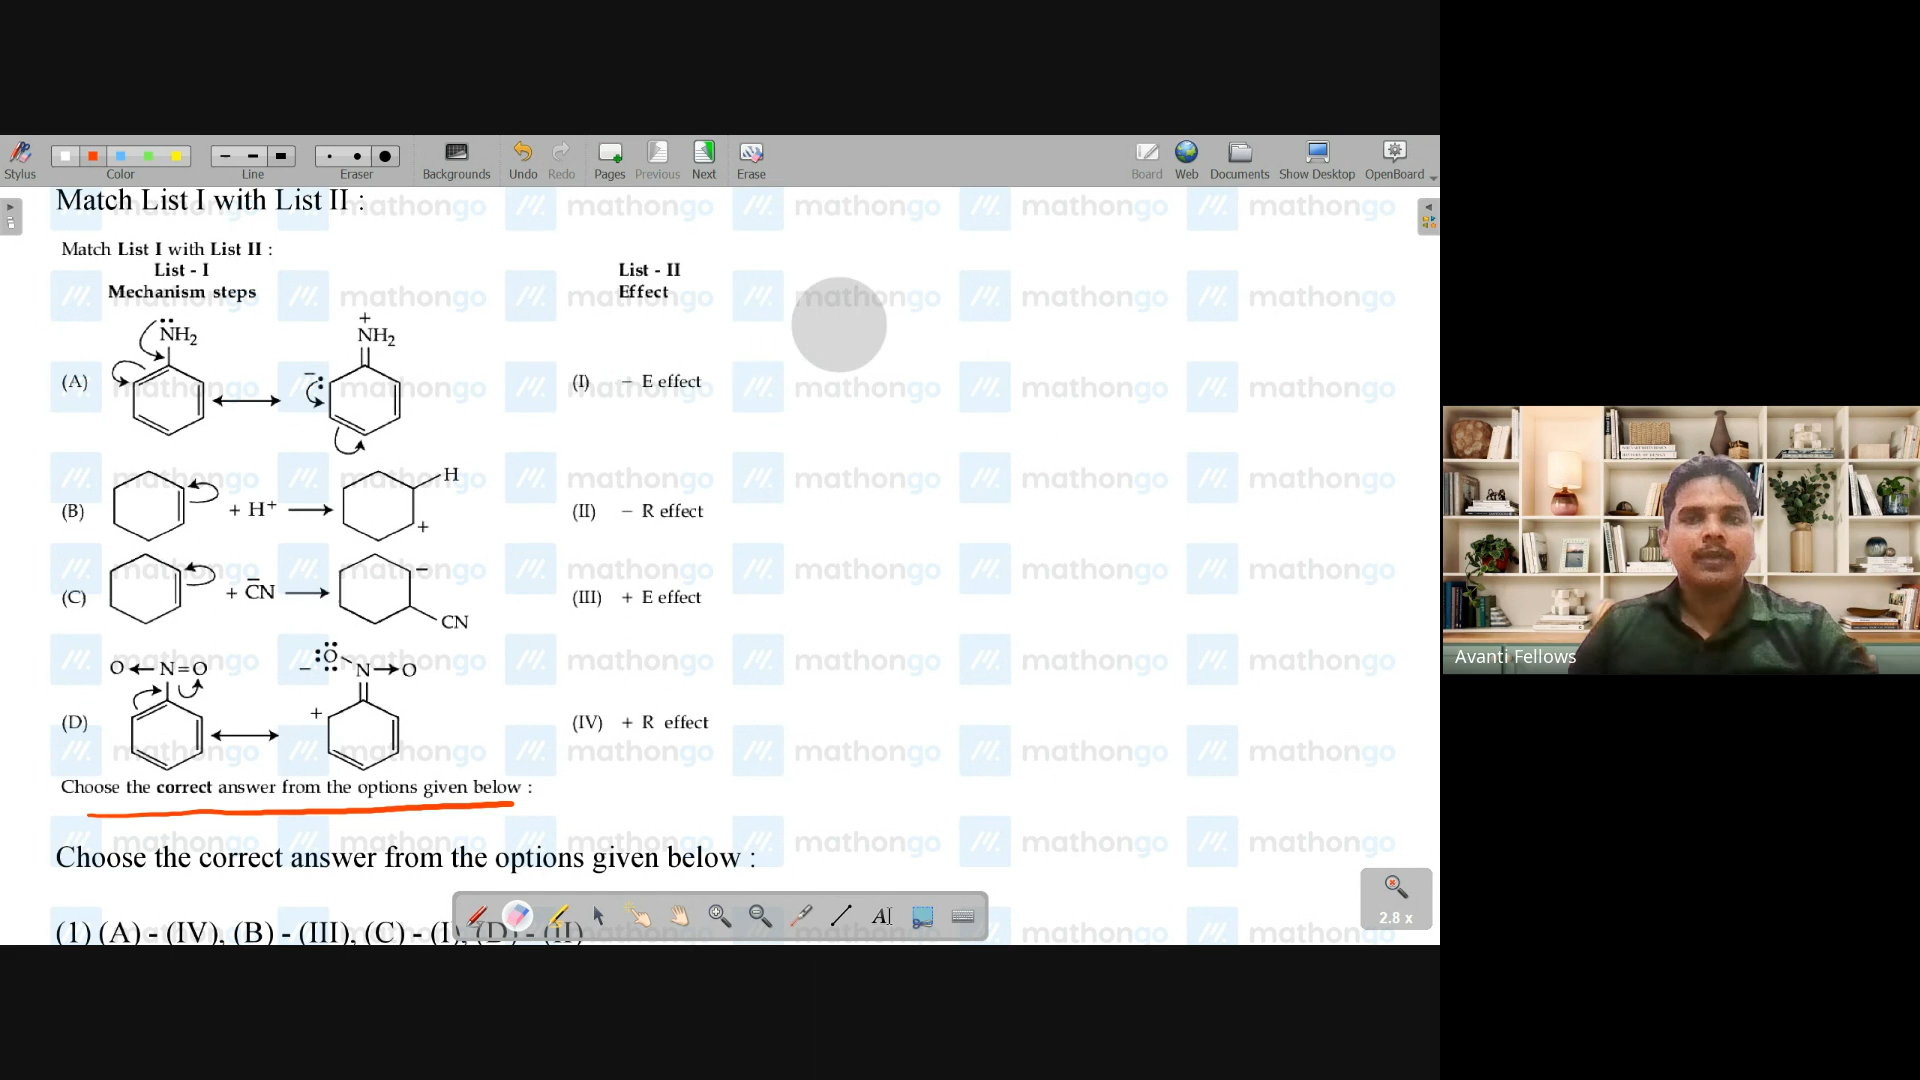 Stylus Color Line Eraser Backgrounds Undo Redo Pages Previous Next Erase Board Web Documents Show Desktop OpenBoard
Match List I with List II :
Match List I with List II :
List - I List - II
Mechanism steps Effect
(A) NH2 + NH2 − (I) − E effect
(B) + H+ H + (II) − R effect
(C) + C̄N − CN (III) + E effect
(D) O←N=O − :O N→O + (IV) + R effect
Choose the correct answer from the options given below :
Choose the correct answer from the options given below :
(1) (A) - (IV), (B) - (III), (C) - (I), (D) - (II)
2.8 x
Avanti Fellows
mathongo